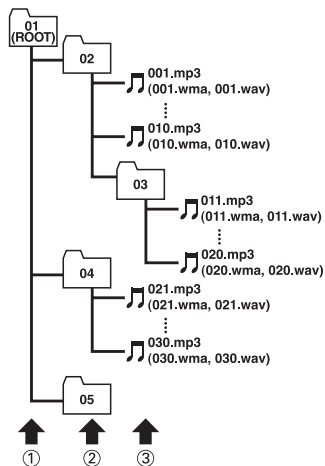 01
(ROOT)
02
001.mp3
(001.wma, 001.wav)
010.mp3
(010.wma, 010.wav)
03
011.mp3
(011.wma, 011.wav)
020.mp3
(020.wma, 020.wav)
04
021.mp3
(021.wma, 021.wav)
030.mp3
(030.wma, 030.wav)
05
① ② ③